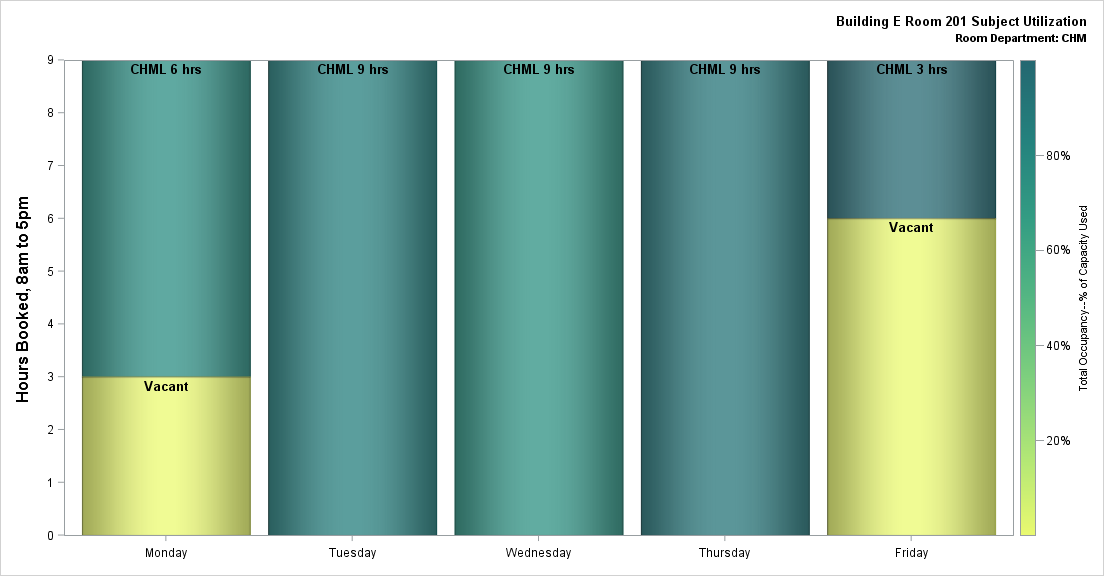 Building E Room 201 Subject Utilization
Room Department: CHM
Hours Booked, 8am to 5pm
9
8
7
6
5
4
3
2
1
0
CHML 6 hrs
Vacant
CHML 9 hrs
CHML 9 hrs
CHML 9 hrs
CHML 3 hrs
Vacant
Monday
Tuesday
Wednesday
Thursday
Friday
80%
60%
40%
20%
Total Occupancy--% of Capacity Used